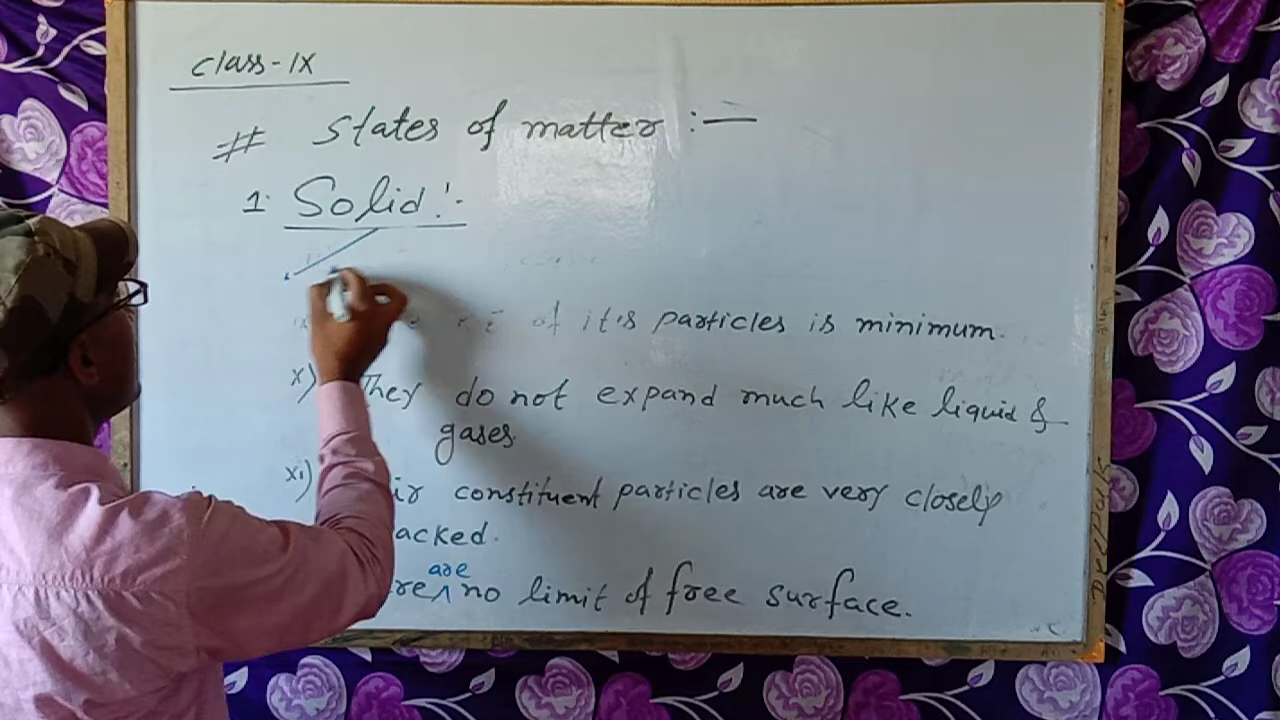 class-IX
# States of matter :-
1. Solid :-
of it's particles is minimum.
x) They do not expand much like liquid &
gases.
xi) constituent particles are very closely
acked.
are
no limit of free surface.